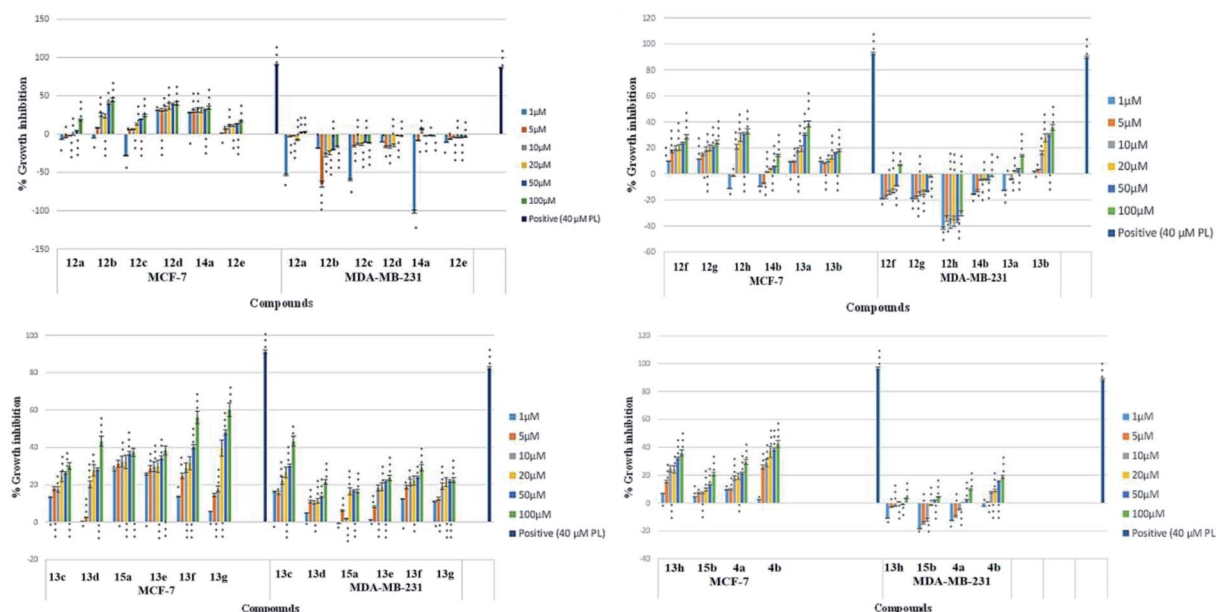 % Growth inhibition
150
100
50
0
-50
-100
-150
12a 12b 12c 12d 14a 12e 12a 12b 12c 12d 14a 12e
MCF-7 MDA-MB-231
Compounds
1µM
5µM
10µM
20µM
50µM
100µM
Positive (40 µM PL)
% Growth inhibition
120
100
80
60
40
20
0
-20
-40
-60
12f 12g 12h 14b 13a 13b 12f 12g 12h 14b 13a 13b
MCF-7 MDA-MB-231
Compounds
1µM
5µM
10µM
20µM
50µM
100µM
Positive (40 µM PL)
% Growth inhibition
100
80
60
40
20
0
-20
13c 13d 15a 13e 13f 13g 13c 13d 15a 13e 13f 13g
MCF-7 MDA-MB-231
Compounds
1µM
5µM
10µM
20µM
50µM
100µM
Positive (40 µM PL)
% Growth inhibition
120
100
80
60
40
20
0
-20
-40
13h 15b 4a 4b 13h 15b 4a 4b
MCF-7 MDA-MB-231
Compounds
1µM
5µM
10µM
20µM
50µM
100µM
Positive (40 µM PL)